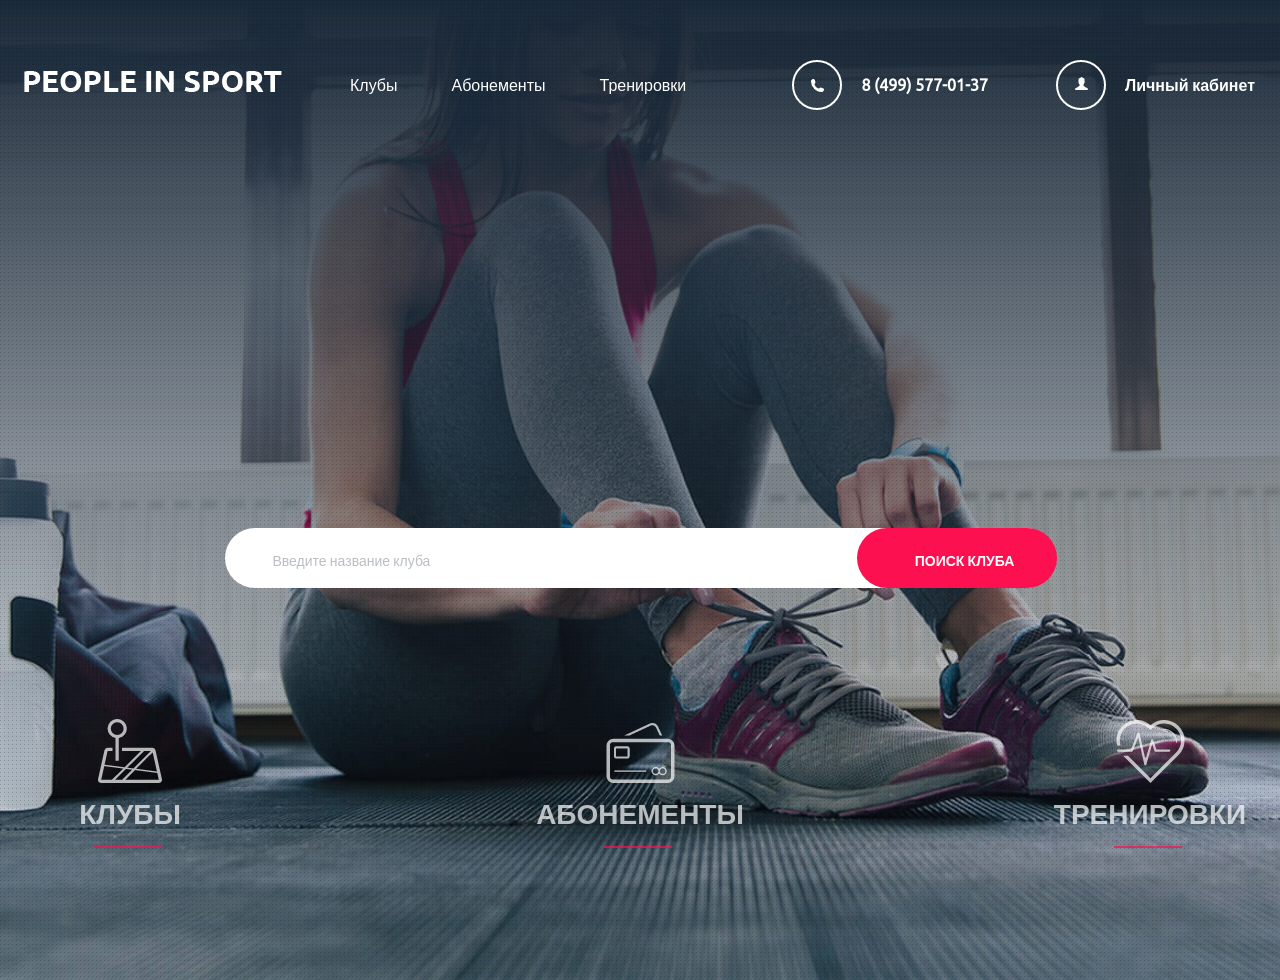 PEOPLE IN SPORT
Клубы
Абонементы
Тренировки
8 (499) 577-01-37
Личный кабинет
Введите название клуба
ПОИСК КЛУБА
КЛУБЫ
АБОНЕМЕНТЫ
ТРЕНИРОВКИ